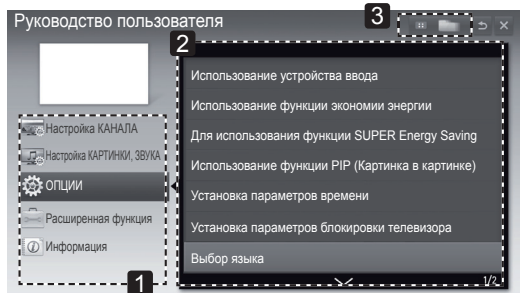 Руководство пользователя
3
2
Настройка КАНАЛА
Настройка КАРТИНКИ, ЗВУКА
ОПЦИИ
Расширенная функция
Информация
1
Использование устройства ввода
Использование функции экономии энергии
Для использования функции SUPER Energy Saving
Использование функции PIP (Картинка в картинке)
Установка параметров времени
Установка параметров блокировки телевизора
Выбор языка
1/2